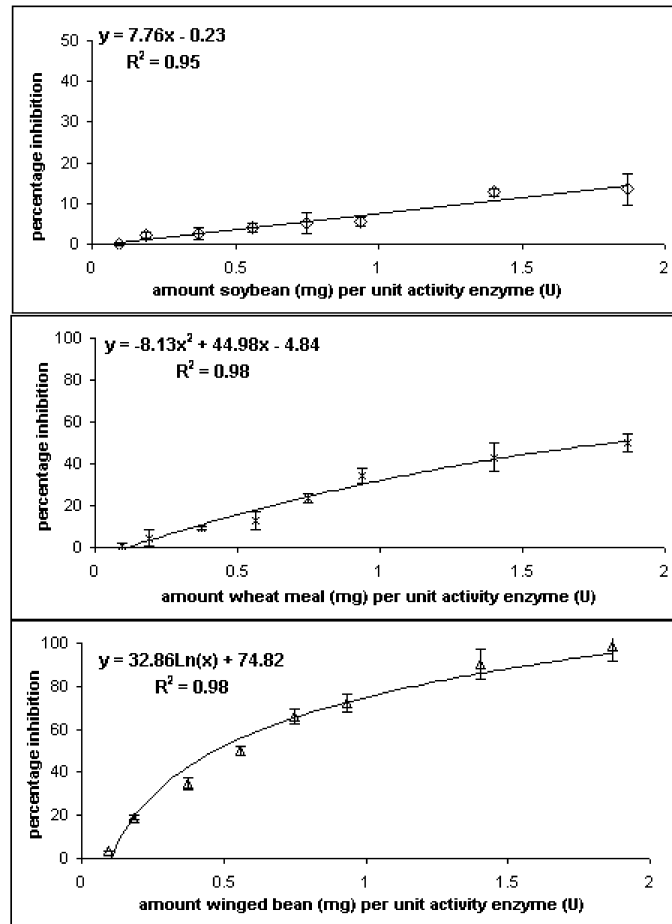 y = 7.76x - 0.23
R² = 0.95
50
40
30
20
10
0
0 0.5 1 1.5 2
percentage inhibition
amount soybean (mg) per unit activity enzyme (U)
y = -8.13x² + 44.98x - 4.84
R² = 0.98
100
80
60
40
20
0
0 0.5 1 1.5 2
percentage inhibition
amount wheat meal (mg) per unit activity enzyme (U)
y = 32.86Ln(x) + 74.82
R² = 0.98
100
80
60
40
20
0
0 0.5 1 1.5 2
percentage inhibition
amount winged bean (mg) per unit activity enzyme (U)